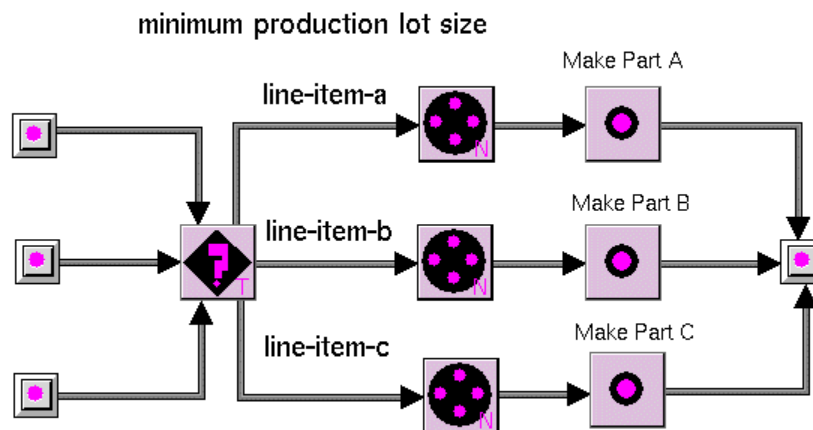 minimum production lot size
Make Part A
line-item-a
N
Make Part B
line-item-b
?
T
N
Make Part C
line-item-c
N